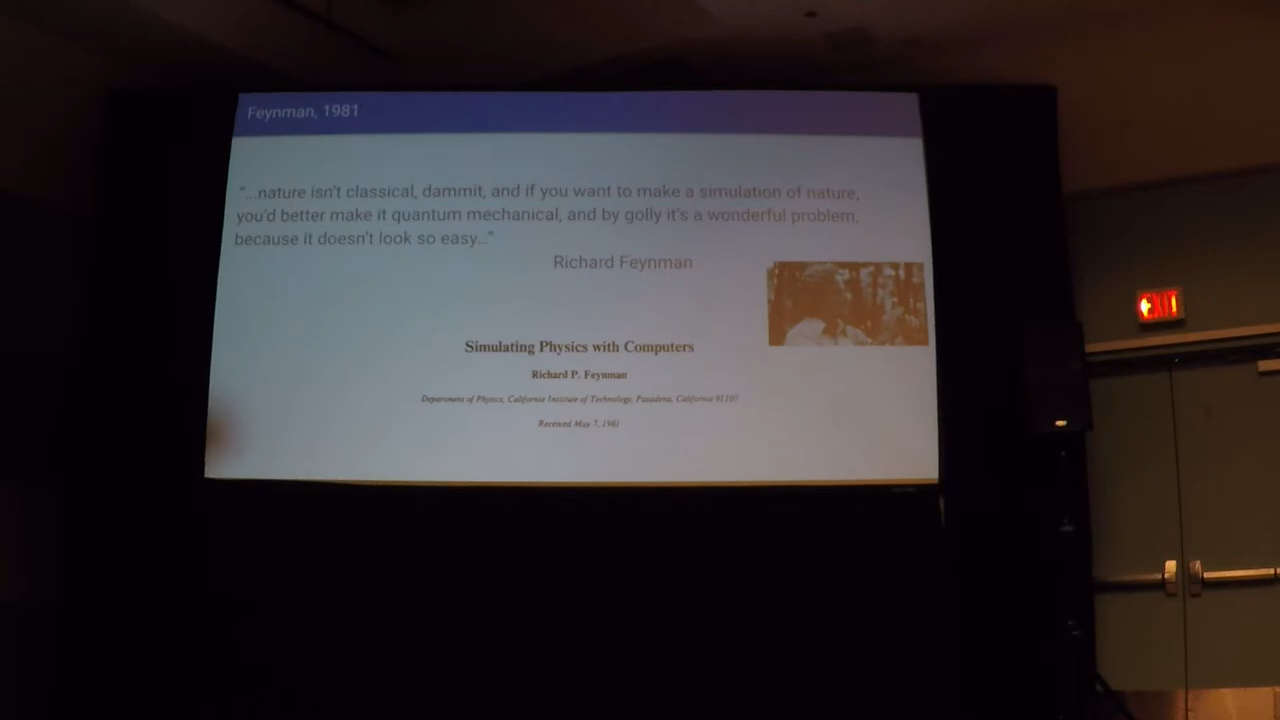 Feynman, 1981
"...nature isn't classical, dammit, and if you want to make a simulation of nature,
you'd better make it quantum mechanical, and by golly it's a wonderful problem,
because it doesn't look so easy..."
Richard Feynman
Simulating Physics with Computers
Richard P. Feynman
Department of Physics, California Institute of Technology, Pasadena, California 91107
Received May 7, 1981
EXIT